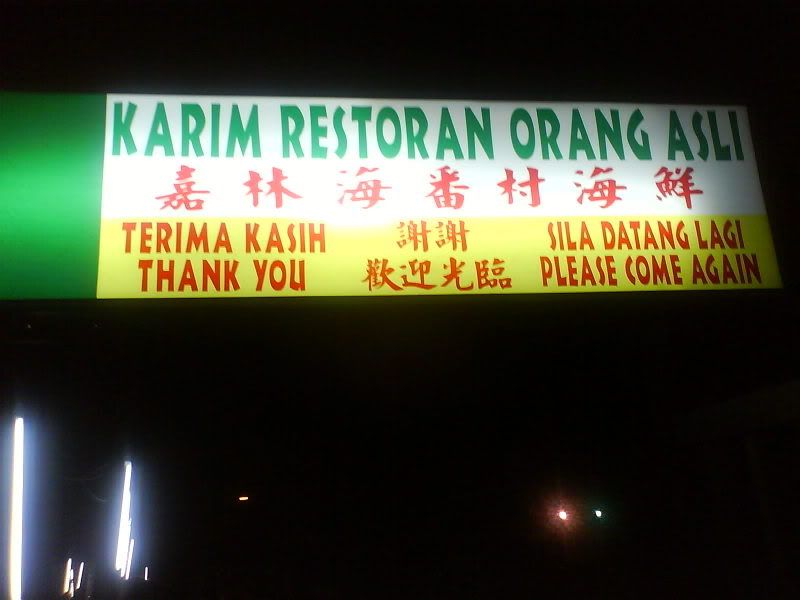 KARIM RESTORAN ORANG ASLI
嘉林海番村海鮮
TERIMA KASIH 謝謝 SILA DATANG LAGI
THANK YOU 歡迎光臨 PLEASE COME AGAIN